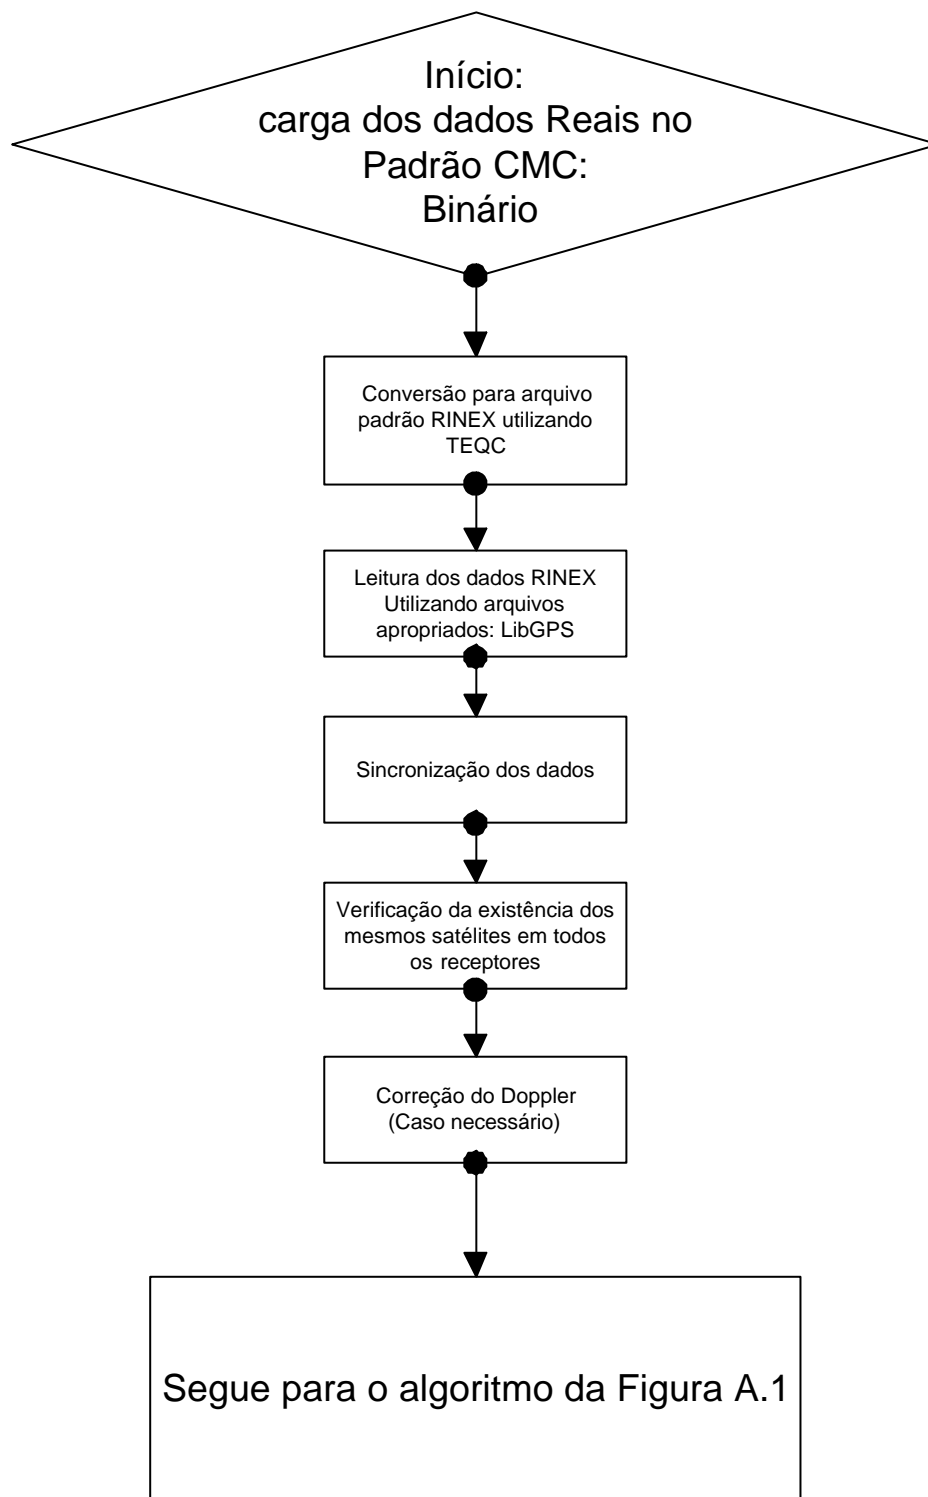 Início:
carga dos dados Reais no
Padrão CMC:
Binário
Conversão para arquivo
padrão RINEX utilizando
TEQC
Leitura dos dados RINEX
Utilizando arquivos
apropriados: LibGPS
Sincronização dos dados
Verificação da existência dos
mesmos satélites em todos
os receptores
Correção do Doppler
(Caso necessário)
Segue para o algoritmo da Figura A.1